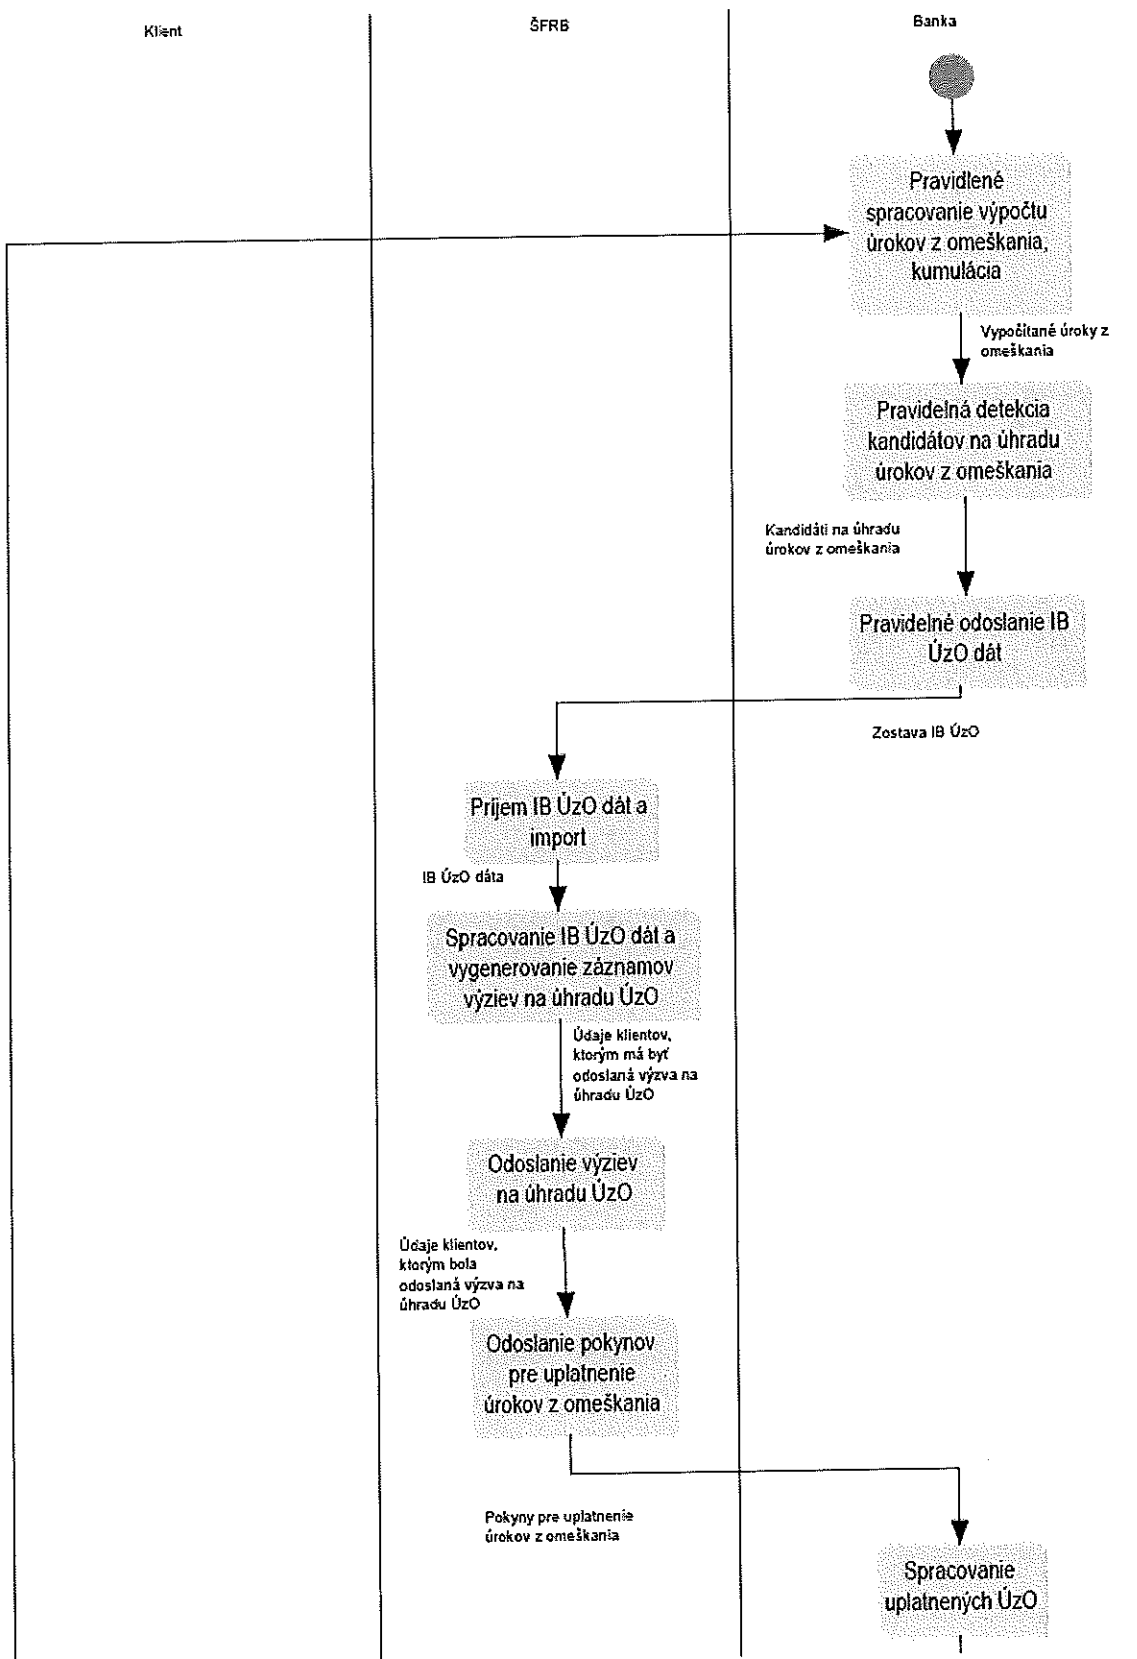 Klient
ŠFRB
Banka
Pravidlené
spracovanie výpočtu
úrokov z omeškania,
kumulácia
Vypočítané úroky z
omeškania
Pravidelná detekcia
kandidátov na úhradu
úrokov z omeškania
Kandidáti na úhradu
úrokov z omeškania
Pravidelné odoslanie IB
ÚzO dát
Zostava IB ÚzO
Príjem IB ÚzO dát a
import
IB ÚzO dáta
Spracovanie IB ÚzO dát a
vygenerovanie záznamov
výziev na úhradu ÚzO
Údaje klientov,
ktorým má byť
odoslaná výzva na
úhradu ÚzO
Odoslanie výziev
na úhradu ÚzO
Údaje klientov,
ktorým bola
odoslaná výzva na
úhradu ÚzO
Odoslanie pokynov
pre uplatnenie
úrokov z omeškania
Pokyny pre uplatnenie
úrokov z omeškania
Spracovanie
uplatnených ÚzO